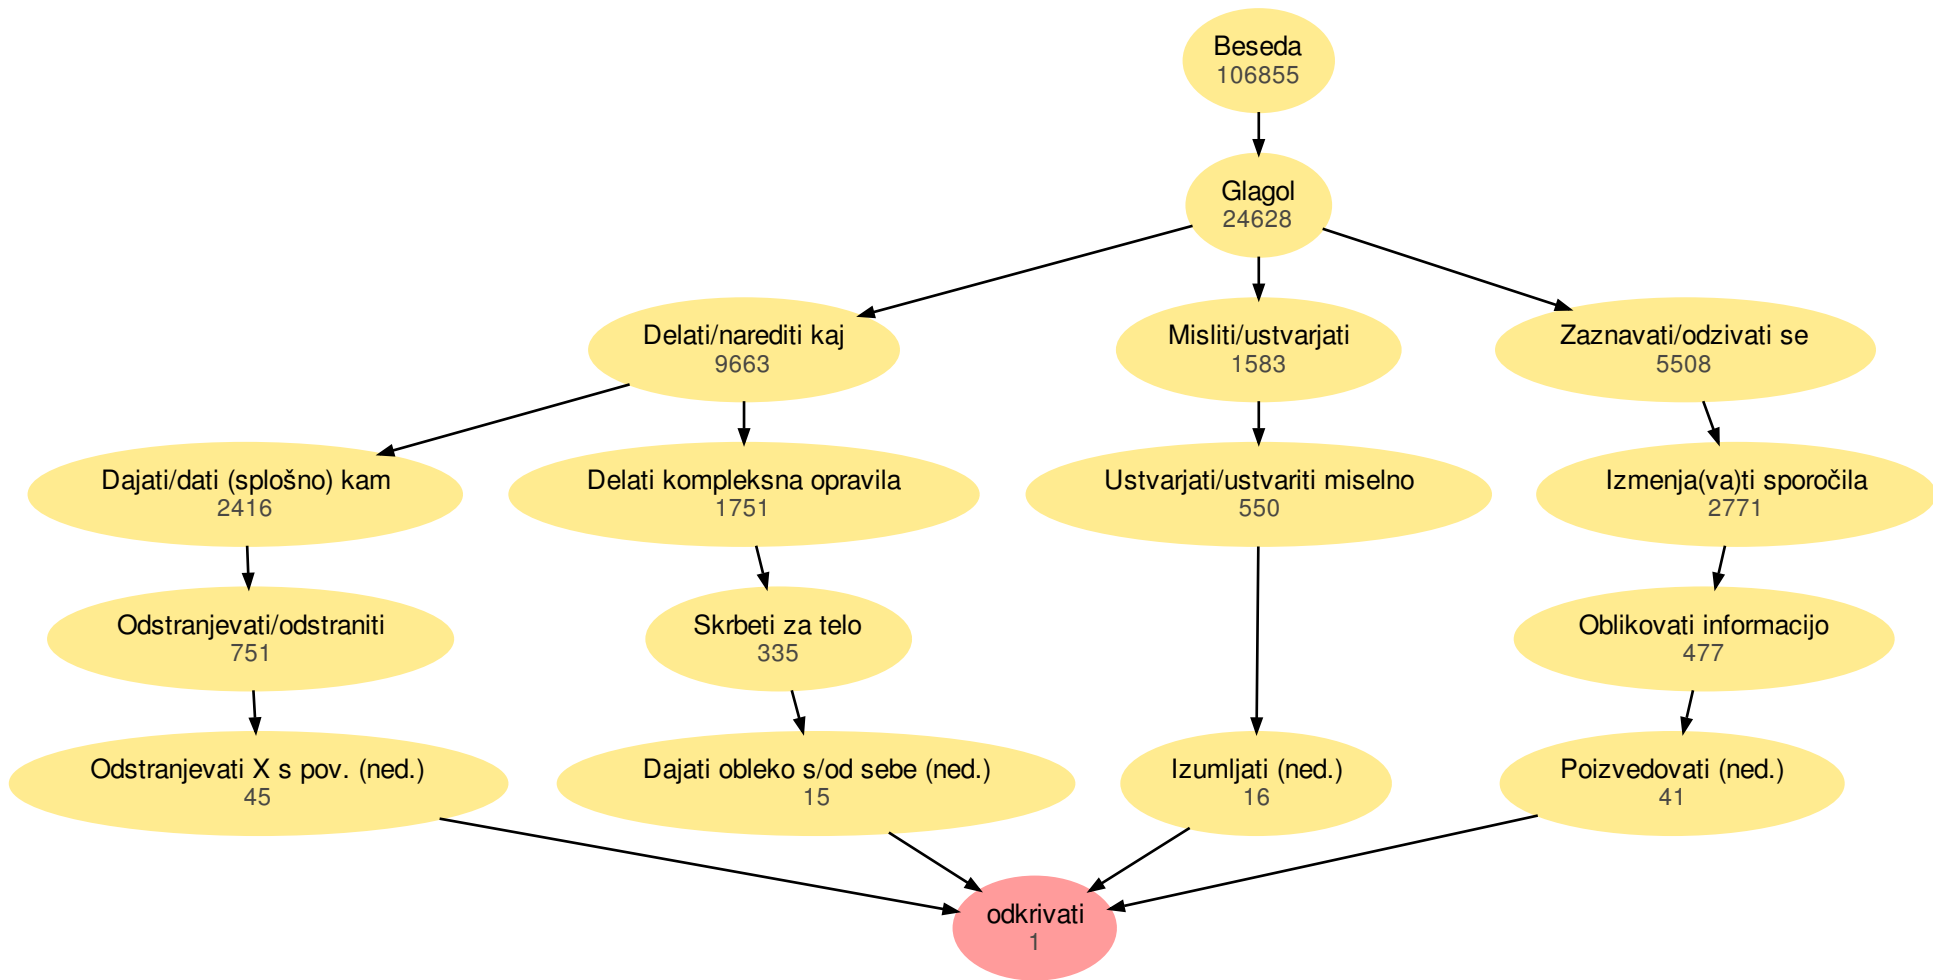 Beseda
106855
Glagol
24628
Delati/narediti kaj
9663
Misliti/ustvarjati
1583
Zaznavati/odzivati se
5508
Dajati/dati (splošno) kam
2416
Delati kompleksna opravila
1751
Ustvarjati/ustvariti miselno
550
Izmenja(va)ti sporočila
2771
Odstranjevati/odstraniti
751
Skrbeti za telo
335
Oblikovati informacijo
477
Odstranjevati X s pov. (ned.)
45
Dajati obleko s/od sebe (ned.)
15
Izumljati (ned.)
16
Poizvedovati (ned.)
41
odkrivati
1